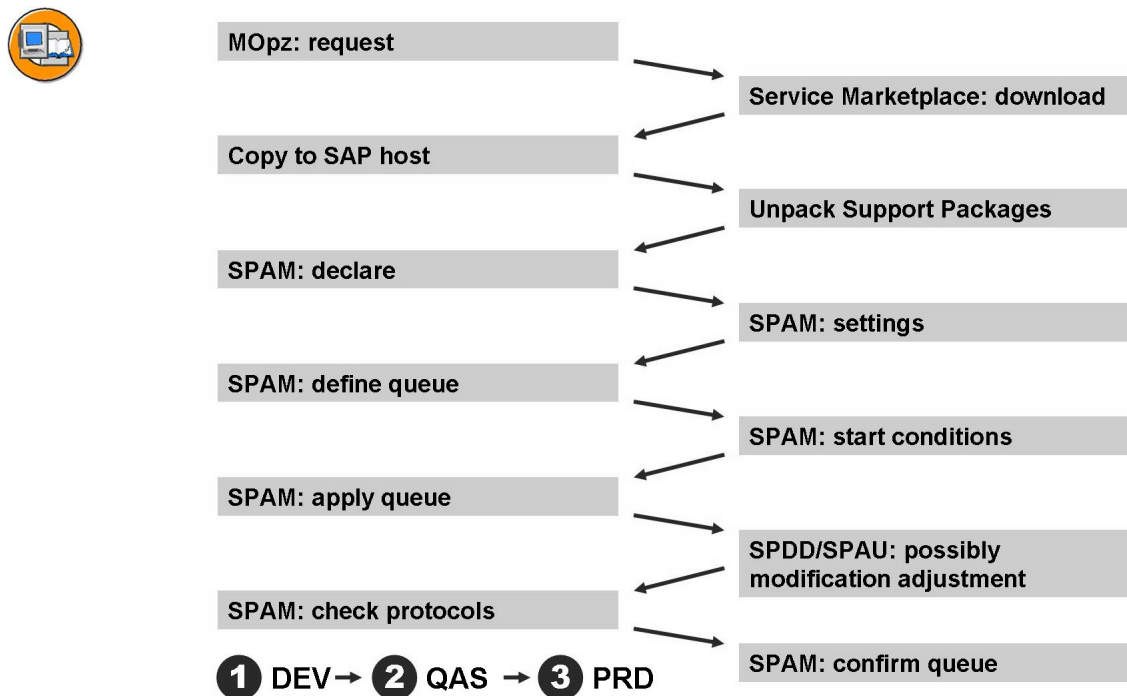 MOpz: request
Service Marketplace: download
Copy to SAP host
Unpack Support Packages
SPAM: declare
SPAM: settings
SPAM: define queue
SPAM: start conditions
SPAM: apply queue
SPDD/SPAU: possibly
modification adjustment
SPAM: check protocols
SPAM: confirm queue
1 DEV→ 2 QAS → 3 PRD